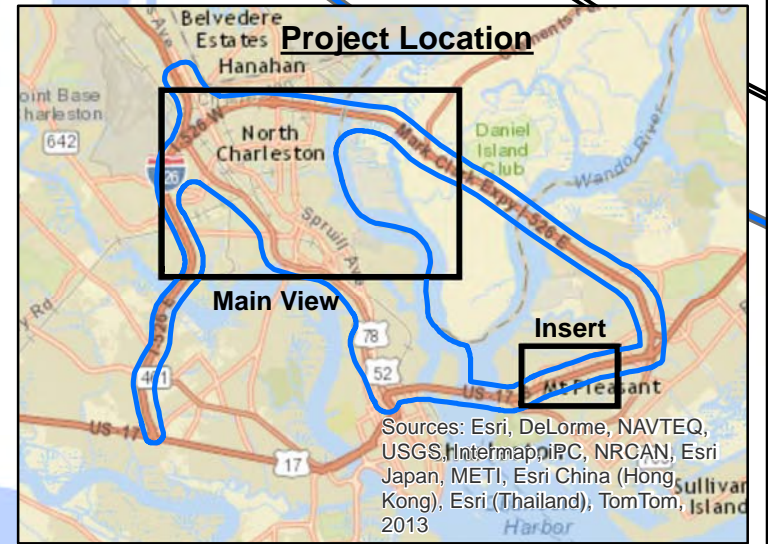 Project Location
Belvedere
Estates
Hanahan
oint Base
harleston
642
North
Charleston
I-526 W
26
Mark Clark Expy I-526 E
Daniel
Island
Club
Wando River
Spruill Ave
Main View
Insert
I-526 E
78
52
461
US-17
US-17
Mt Pleasant
17
Sources: Esri, DeLorme, NAVTEQ,
USGS, Intermap, iPC, NRCAN, Esri
Japan, METI, Esri China (Hong
Kong), Esri (Thailand), TomTom,
2013
Sullivan
Island
Harbor